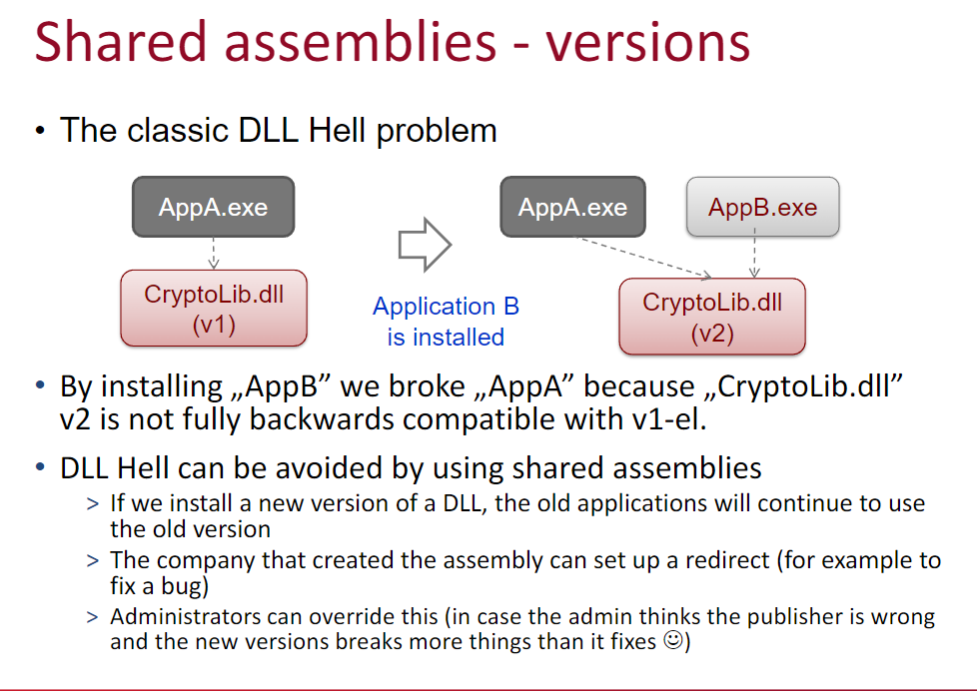 Shared assemblies - versions
• The classic DLL Hell problem
AppA.exe
CryptoLib.dll
(v1)
Application B
is installed
AppA.exe
AppB.exe
CryptoLib.dll
(v2)
• By installing „AppB” we broke „AppA” because „CryptoLib.dll”
v2 is not fully backwards compatible with v1-el.
• DLL Hell can be avoided by using shared assemblies
> If we install a new version of a DLL, the old applications will continue to use
the old version
> The company that created the assembly can set up a redirect (for example to
fix a bug)
> Administrators can override this (in case the admin thinks the publisher is wrong
and the new versions breaks more things than it fixes ☺)